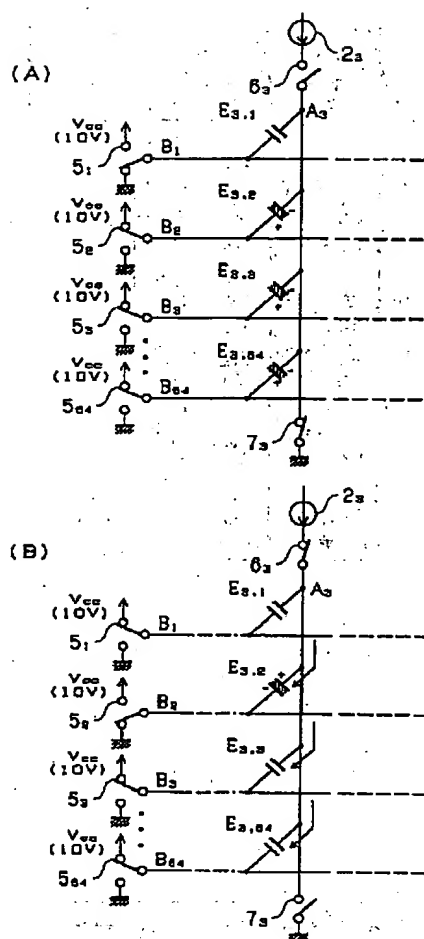 (A)
2₃
6₃
E₃.₁
A₃
Vcc
(10V)
5₁
B₁
E₃.₂
Vcc
(10V)
5₂
B₂
E₃.₃
Vcc
(10V)
5₃
B₃
E₃.₆₄
Vcc
(10V)
5₆₄
B₆₄
7₃
(B)
2₃
6₃
E₃.₁
A₃
Vcc
(10V)
5₁
B₁
E₃.₂
Vcc
(10V)
5₂
B₂
E₃.₃
Vcc
(10V)
5₃
B₃
E₃.₆₄
Vcc
(10V)
5₆₄
B₆₄
7₃